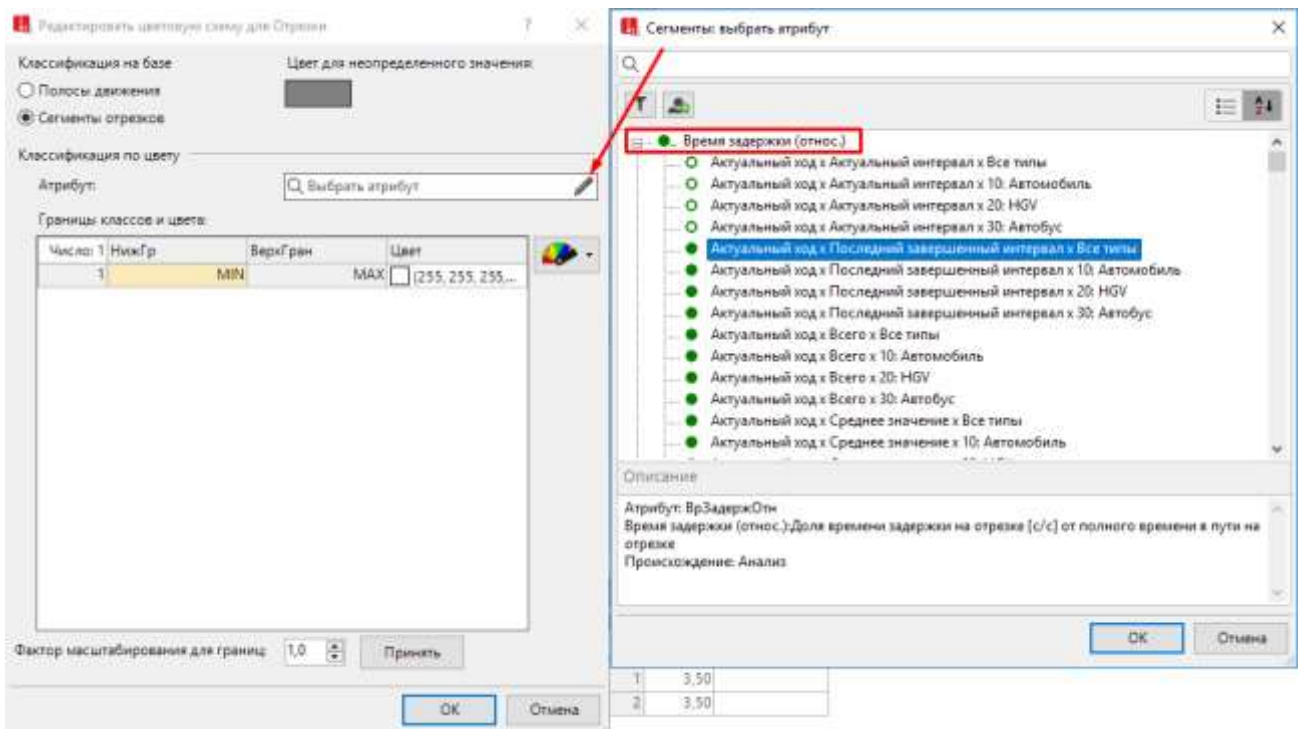 Редактировать цветовую схему для Отрезки
?
Классификация на базе
Цвет для неопределенного значения:
Полосы движения
Сегменты отрезков
Классификация по цвету
Атрибут:
Выбрать атрибут
Границы классов и цвета:
Число: 1 НижГр ВерхГран Цвет
1 MIN MAX (255, 255, 255,...
Фактор масштабирования для границ: 1,0 Принять
OK Отмена
Сегменты: выбрать атрибут
Время задержки (относ.)
Актуальный ход x Актуальный интервал x Все типы
Актуальный ход x Актуальный интервал x 10: Автомобиль
Актуальный ход x Актуальный интервал x 20: HGV
Актуальный ход x Актуальный интервал x 30: Автобус
Актуальный ход x Последний завершенный интервал x Все типы
Актуальный ход x Последний завершенный интервал x 10: Автомобиль
Актуальный ход x Последний завершенный интервал x 20: HGV
Актуальный ход x Последний завершенный интервал x 30: Автобус
Актуальный ход x Всего x Все типы
Актуальный ход x Всего x 10: Автомобиль
Актуальный ход x Всего x 20: HGV
Актуальный ход x Всего x 30: Автобус
Актуальный ход x Среднее значение x Все типы
Актуальный ход x Среднее значение x 10: Автомобиль
Описание
Атрибут: ВрЗадержОтн
Время задержки (относ.):Доля времени задержки на отрезке [с/с] от полного времени в пути на
отрезке
Происхождение: Анализ
OK Отмена
1 3,50
2 3,50